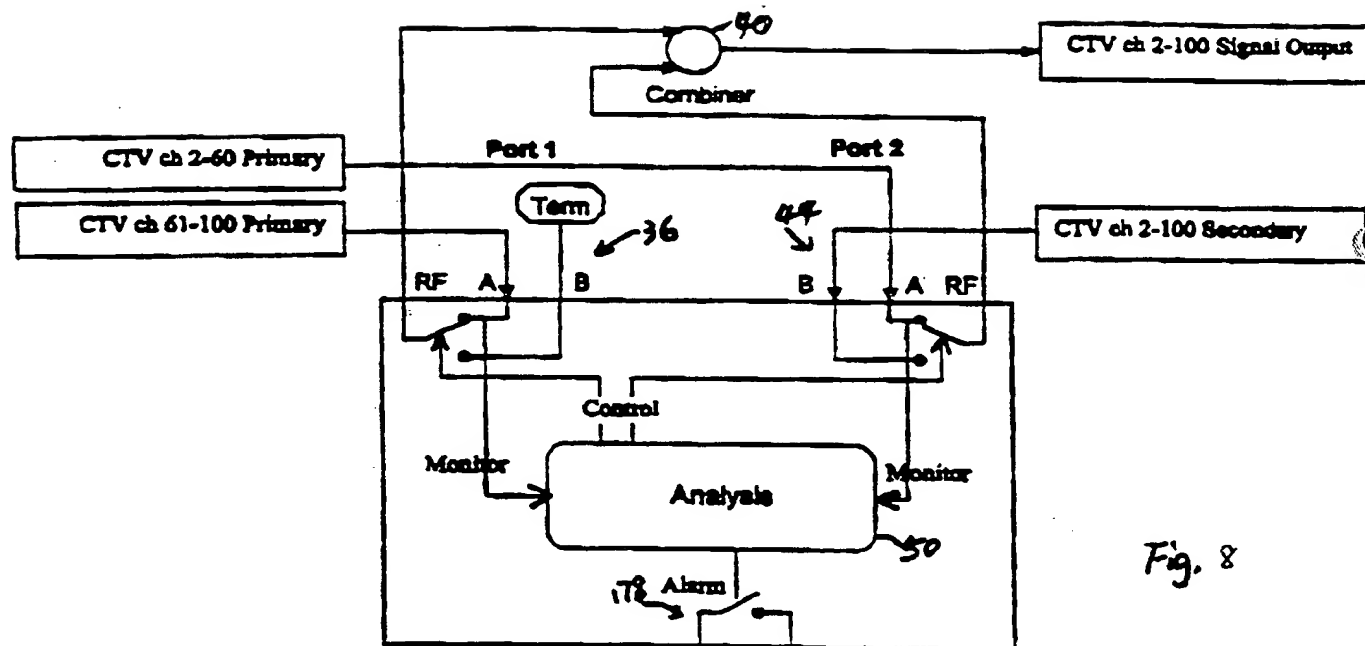 40
CTV ch 2-100 Signal Output
Combiner
CTV ch 2-60 Primary
Port 1
Port 2
CTV ch 61-100 Primary
Term
36
44
CTV ch 2-100 Secondary
RF A B
B A RF
Control
Monitor
Monitor
Analysis
50
Alarm
178
Fig. 8